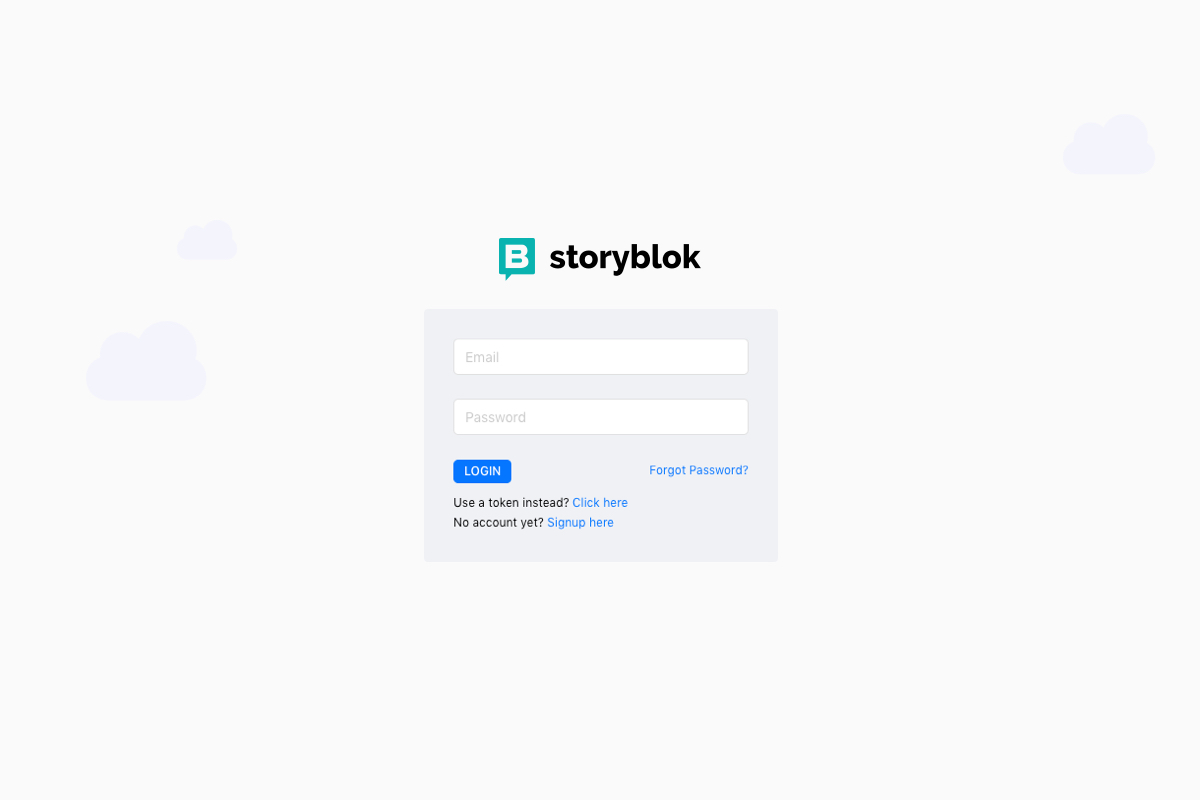 B storyblok
Email
Password
LOGIN
Forgot Password?
Use a token instead? Click here
No account yet? Signup here